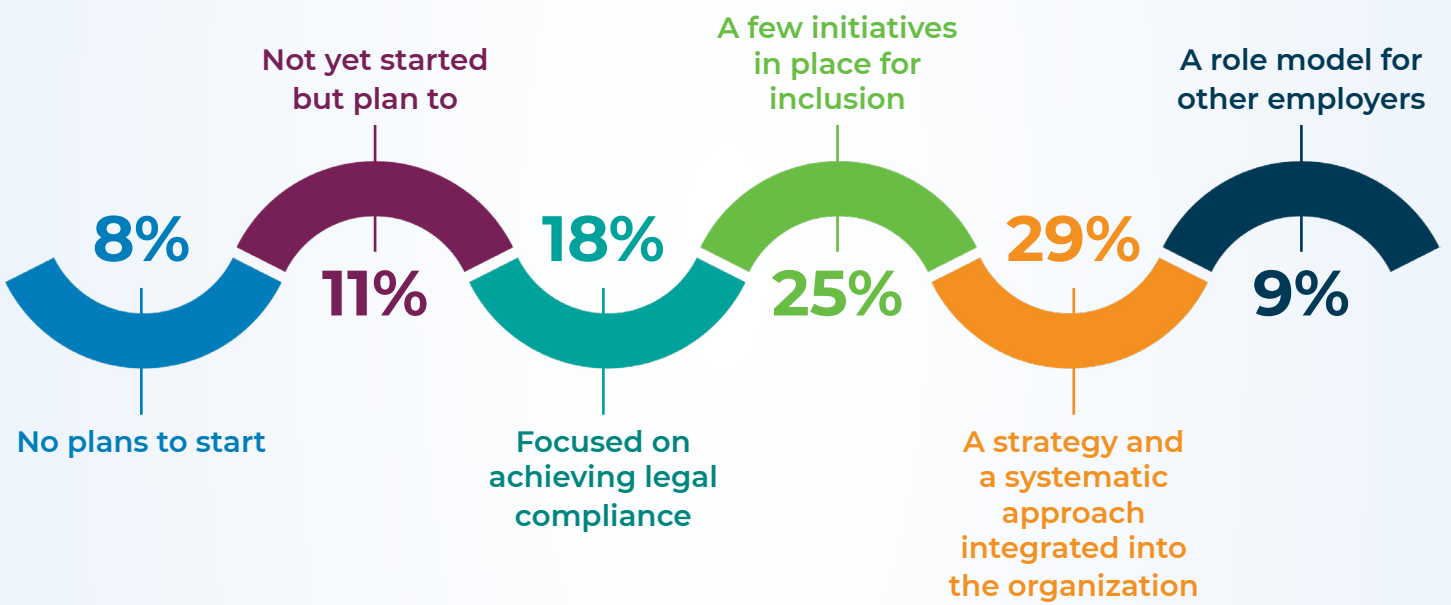 8%
No plans to start
Not yet started
but plan to
11%
18%
Focused on
achieving legal
compliance
A few initiatives
in place for
inclusion
25%
29%
A strategy and
a systematic
approach
integrated into
the organization
A role model for
other employers
9%